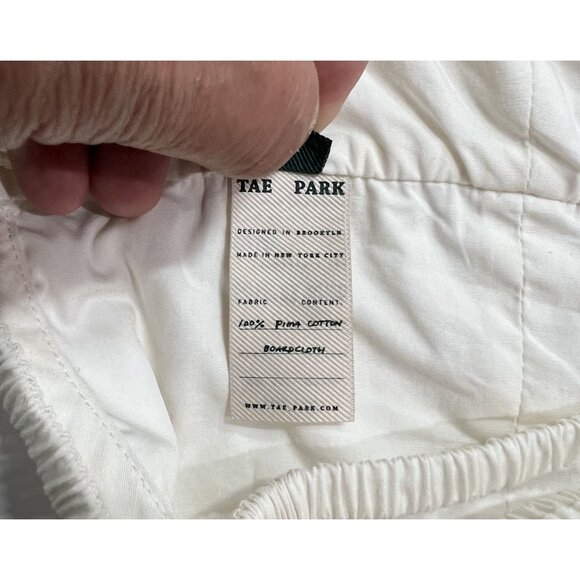 TAE PARK
DESIGNED IN BROOKYLN.
MADE IN NEW YORK CITY
FABRIC CONTENT.
100% PIMA COTTON
BOARDCLOTH
WWW.TAE PARK.COM